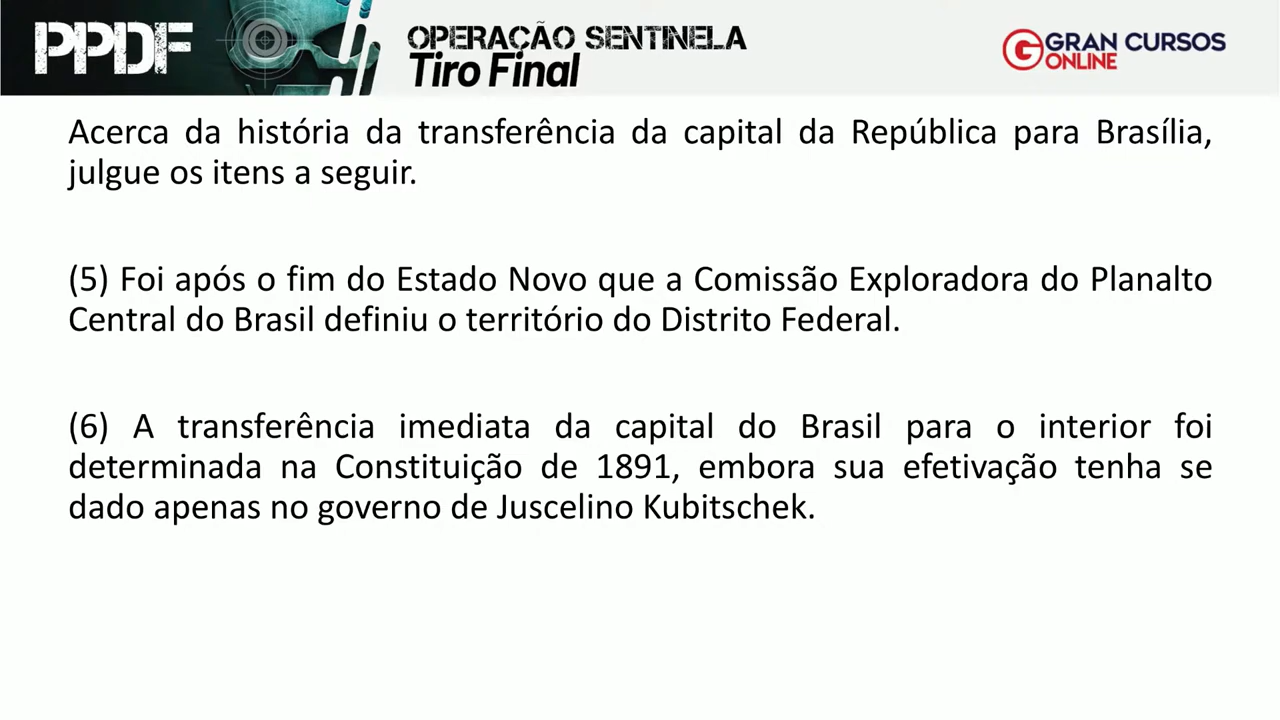 PPDF
OPERAÇÃO SENTINELA
Tiro Final
GRAN CURSOS
ONLINE
Acerca da história da transferência da capital da República para Brasília,
julgue os itens a seguir.
(5) Foi após o fim do Estado Novo que a Comissão Exploradora do Planalto
Central do Brasil definiu o território do Distrito Federal.
(6) A transferência imediata da capital do Brasil para o interior foi
determinada na Constituição de 1891, embora sua efetivação tenha se
dado apenas no governo de Juscelino Kubitschek.